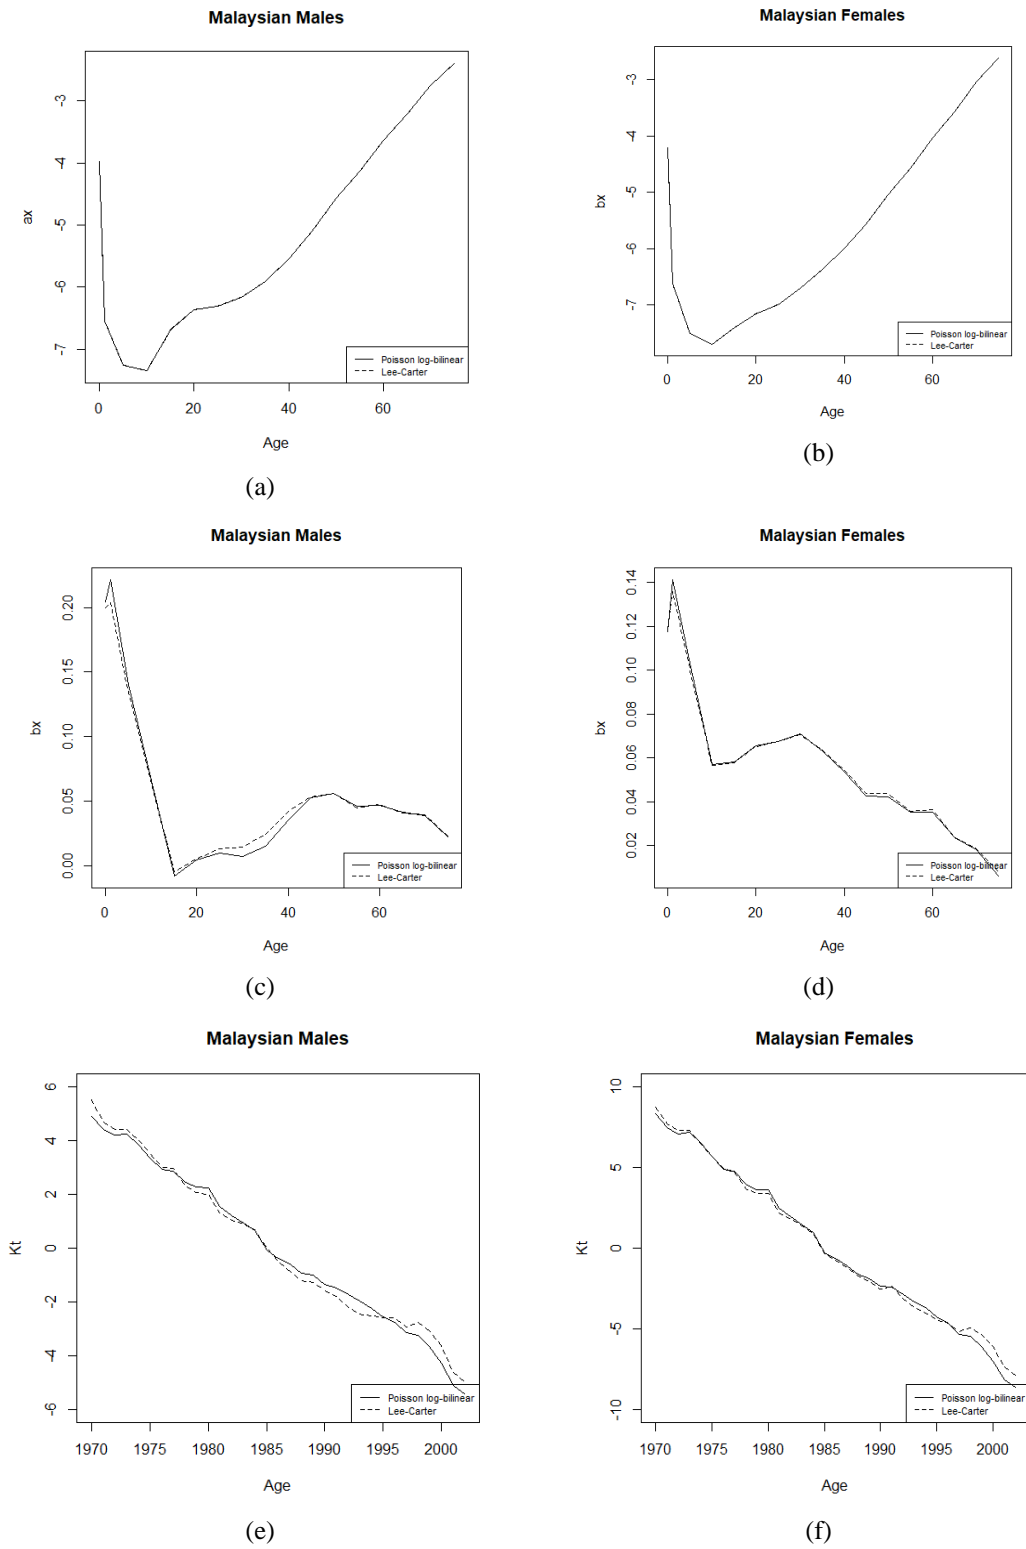 Malaysian Males
ax
-3
-4
-5
-6
-7
0 20 40 60
Age
Poisson log-bilinear
Lee-Carter
(a)
Malaysian Females
bx
-3
-4
-5
-6
-7
0 20 40 60
Age
Poisson log-bilinear
Lee-Carter
(b)
Malaysian Males
bx
0.20
0.15
0.10
0.05
0.00
0 20 40 60
Age
Poisson log-bilinear
Lee-Carter
(c)
Malaysian Females
bx
0.14
0.12
0.10
0.08
0.06
0.04
0.02
0 20 40 60
Age
Poisson log-bilinear
Lee-Carter
(d)
Malaysian Males
Kt
6
4
2
0
-2
-4
-6
1970 1975 1980 1985 1990 1995 2000
Age
Poisson log-bilinear
Lee-Carter
(e)
Malaysian Females
Kt
10
5
0
-5
-10
1970 1975 1980 1985 1990 1995 2000
Age
Poisson log-bilinear
Lee-Carter
(f)